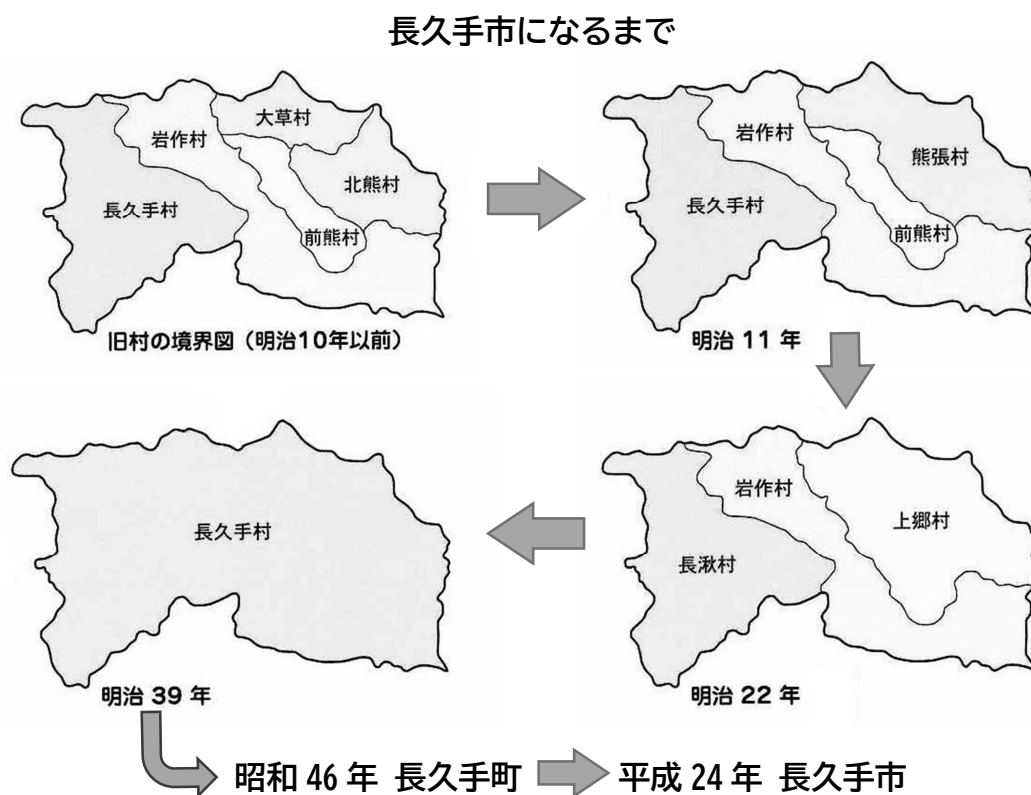 長久手市になるまで
大草村
岩作村
北熊村
長久手村
前熊村
旧村の境界図（明治10年以前）
岩作村
熊張村
長久手村
前熊村
明治 11 年
岩作村
上郷村
長湫村
明治 22 年
長久手村
明治 39 年
昭和 46 年 長久手町
平成 24 年 長久手市